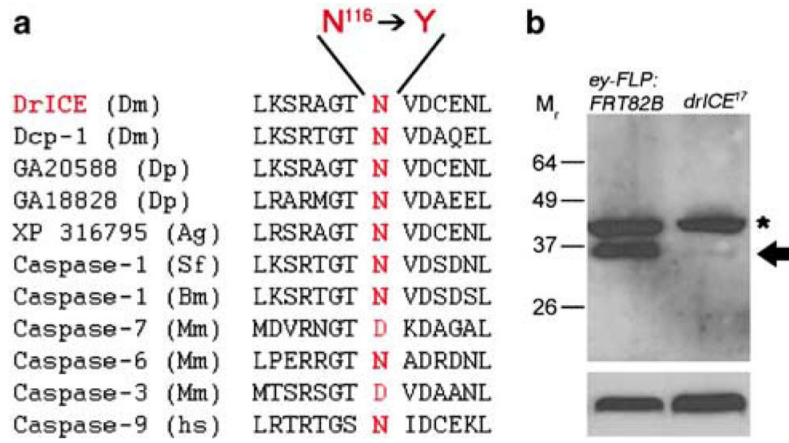 a
N116 → Y
DrICE (Dm) LKSRAGT N VDCENL
Dcp-1 (Dm) LKSRTGT N VDAQEL
GA20588 (Dp) LKSRAGT N VDCENL
GA18828 (Dp) LRARMGT N VDAEEL
XP 316795 (Ag) LRSRAGT N VDCENL
Caspase-1 (Sf) LKSRTGT N VDSDNL
Caspase-1 (Bm) LKSRTGT N VDSDSL
Caspase-7 (Mm) MDVRNGT D KDAGAL
Caspase-6 (Mm) LPERRGT N ADRDNL
Caspase-3 (Mm) MTSRSGT D VDAANL
Caspase-9 (hs) LRTRTGS N IDCEKL
b
ey-FLP:
FRT82B
drICE17
Mr
64
49
*
37
26